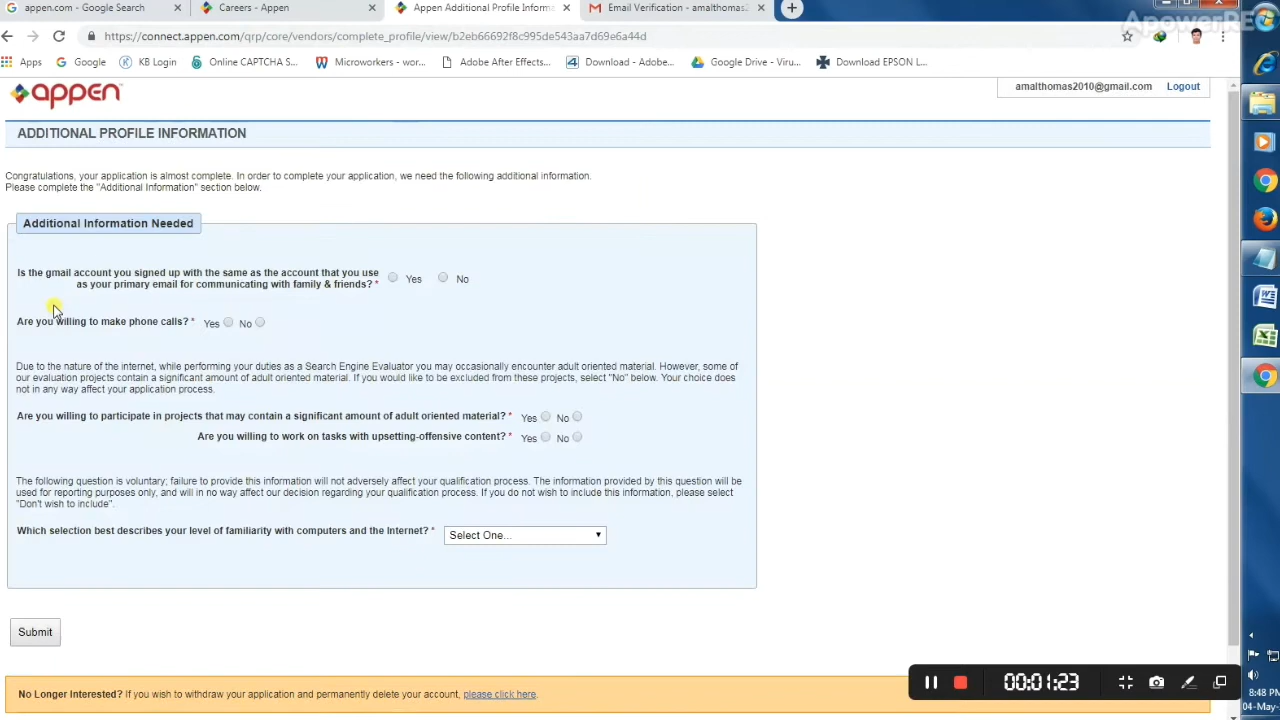 appen.com - Google Search
Careers - Appen
Appen Additional Profile Inform
Email Verification - amalthomas2
ApowerREC
https://connect.appen.com/qrp/core/vendors/complete_profile/view/b2eb66692f8c995de543aa7d69e6a44d
Apps Google KB Login Online CAPTCHA S... Microworkers - wor... Adobe After Effects... Download - Adobe... Google Drive - Viru... Download EPSON L...
appen
amalthomas2010@gmail.com Logout
ADDITIONAL PROFILE INFORMATION
Congratulations, your application is almost complete. In order to complete your application, we need the following additional information.
Please complete the "Additional Information" section below.
Additional Information Needed
Is the gmail account you signed up with the same as the account that you use
as your primary email for communicating with family & friends? * Yes No
Are you willing to make phone calls? * Yes No
Due to the nature of the internet, while performing your duties as a Search Engine Evaluator you may occasionally encounter adult oriented material. However, some of
our evaluation projects contain a significant amount of adult oriented material. If you would like to be excluded from these projects, select "No" below. Your choice does
not in any way affect your application process.
Are you willing to participate in projects that may contain a significant amount of adult oriented material? * Yes No
Are you willing to work on tasks with upsetting-offensive content? * Yes No
The following question is voluntary; failure to provide this information will not adversely affect your qualification process. The information provided by this question will be
used for reporting purposes only, and will in no way affect our decision regarding your qualification process. If you do not wish to include this information, please select
"Don't wish to include".
Which selection best describes your level of familiarity with computers and the Internet? * Select One...
Submit
No Longer Interested? If you wish to withdraw your application and permanently delete your account, please click here.
00:01:23
8:48 PM
04-May-